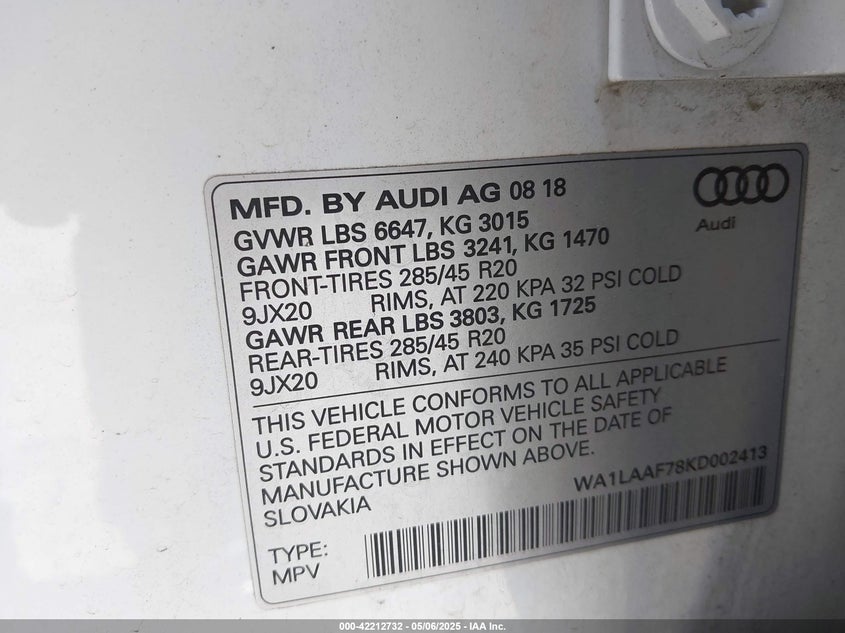 MFD. BY AUDI AG 08 18
Audi
GVWR LBS 6647, KG 3015
GAWR FRONT LBS 3241, KG 1470
FRONT-TIRES 285/45 R20
9JX20 RIMS, AT 220 KPA 32 PSI COLD
GAWR REAR LBS 3803, KG 1725
REAR-TIRES 285/45 R20
9JX20 RIMS, AT 240 KPA 35 PSI COLD
THIS VEHICLE CONFORMS TO ALL APPLICABLE
U.S. FEDERAL MOTOR VEHICLE SAFETY
STANDARDS IN EFFECT ON THE DATE OF
MANUFACTURE SHOWN ABOVE.
SLOVAKIA
WA1LAAF78KD002413
TYPE:
MPV
000-42212732 - 05/06/2025 - IAA Inc.